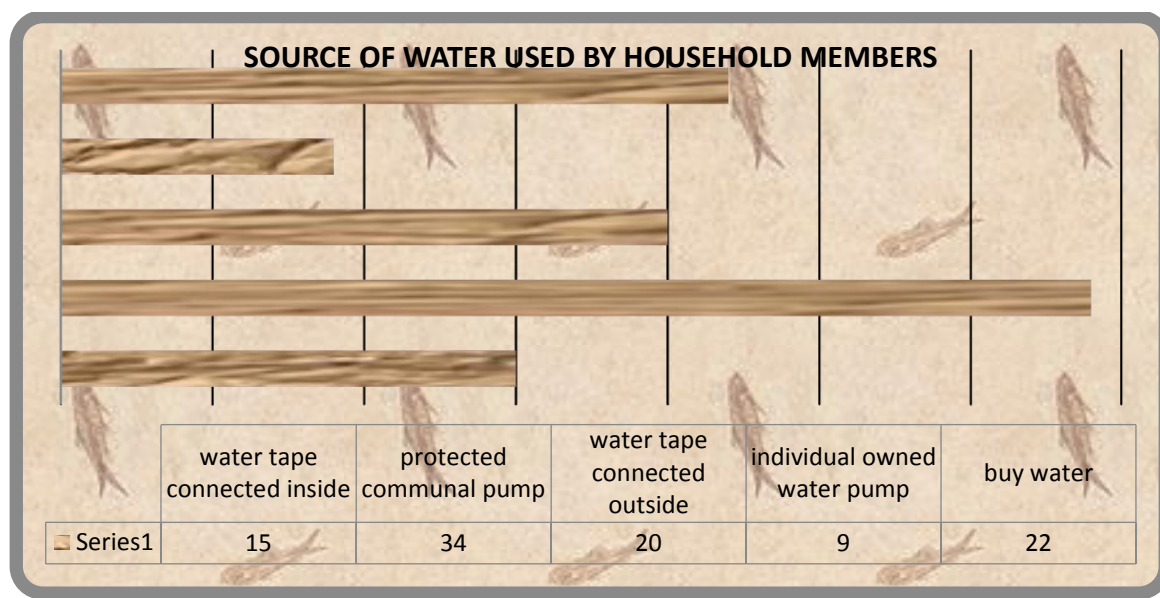 SOURCE OF WATER USED BY HOUSEHOLD MEMBERS
water tape
connected inside
protected
communal pump
water tape
connected
outside
individual owned
water pump
buy water
Series1 15 34 20 9 22